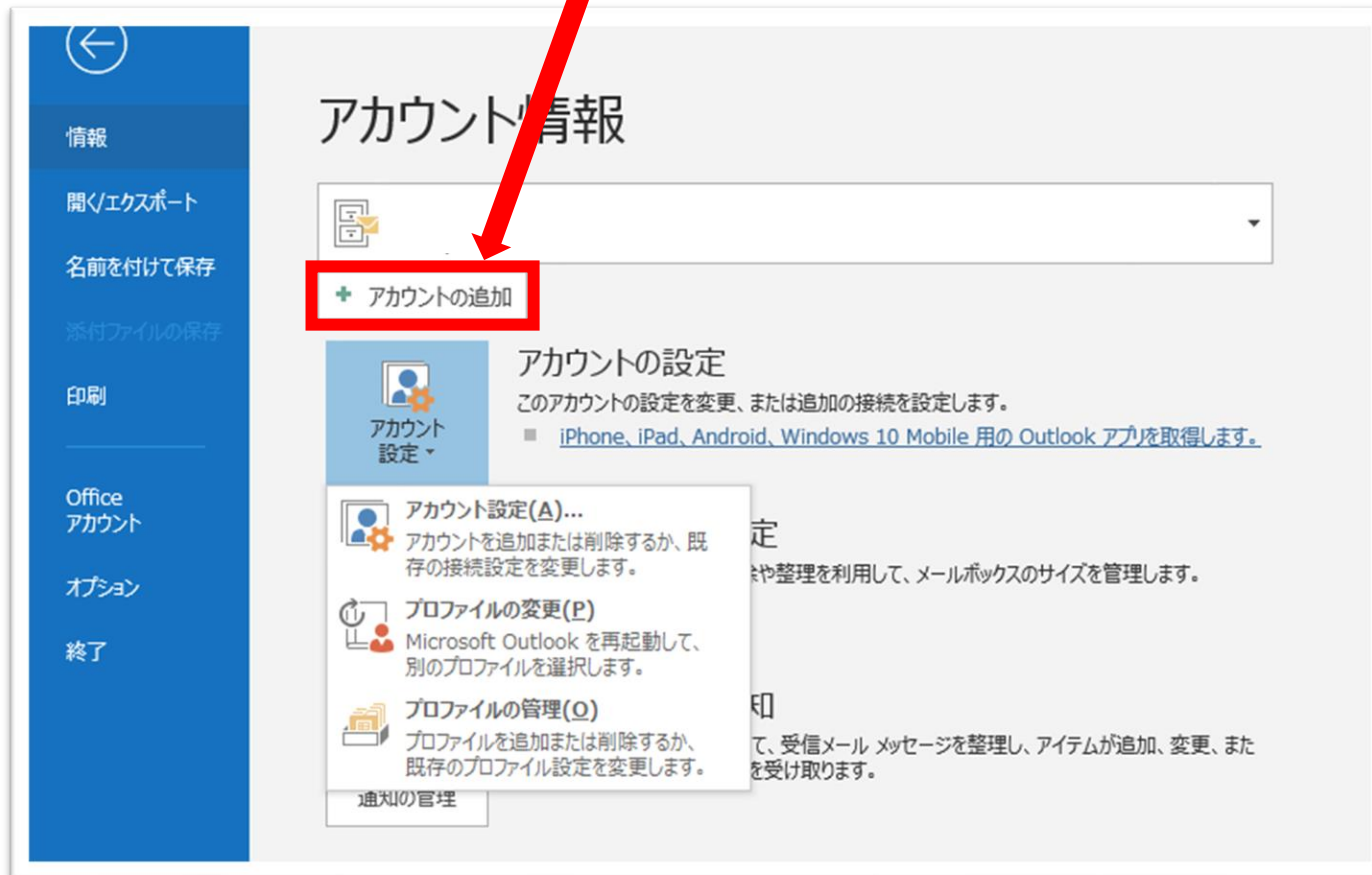 情報
開く/エクスポート
名前を付けて保存
添付ファイルの保存
印刷
Office
アカウント
オプション
終了
アカウント情報
アカウントの追加
アカウント
設定
アカウントの設定
このアカウントの設定を変更、または追加の接続を設定します。
iPhone、iPad、Android、Windows 10 Mobile 用の Outlook アプリを取得します。
アカウント設定(A)...
アカウントを追加または削除するか、既
存の接続設定を変更します。
プロファイルの変更(P)
Microsoft Outlook を再起動して、
別のプロファイルを選択します。
プロファイルの管理(O)
プロファイルを追加または削除するか、
既存のプロファイル設定を変更します。
定
や整理を利用して、メールボックスのサイズを管理します。
知
て、受信メール メッセージを整理し、アイテムが追加、変更、また
を受け取ります。
通知の管理